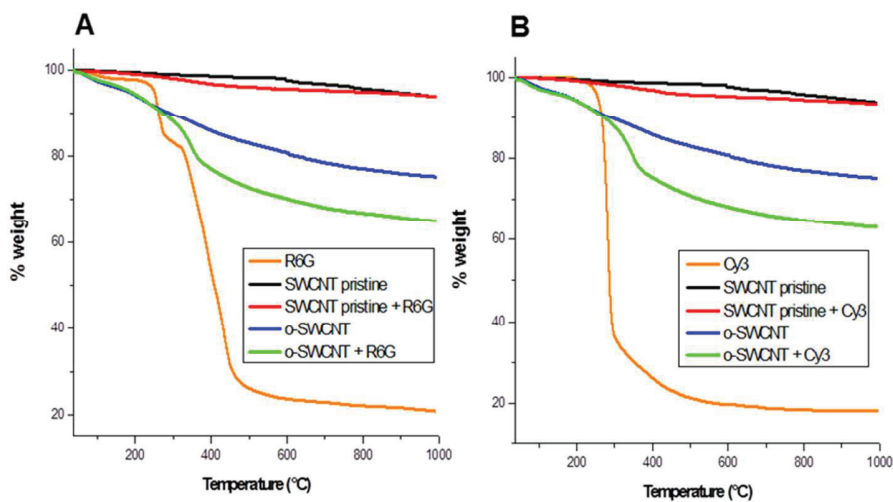 A
100
80
60
40
20
% weight
R6G
SWCNT pristine
SWCNT pristine + R6G
o-SWCNT
o-SWCNT + R6G
200
400
600
800
1000
Temperature (°C)
B
100
80
60
40
20
% weight
Cy3
SWCNT pristine
SWCNT pristine + Cy3
o-SWCNT
o-SWCNT + Cy3
200
400
600
800
1000
Temperature (°C)